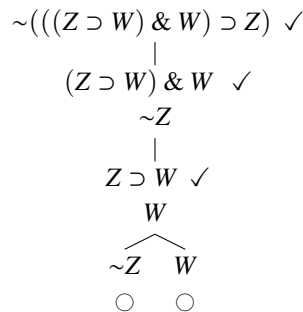 ~(((Z ⊃ W) & W) ⊃ Z) ✓
(Z ⊃ W) & W ✓
~Z
Z ⊃ W ✓
W
~Z W
○ ○